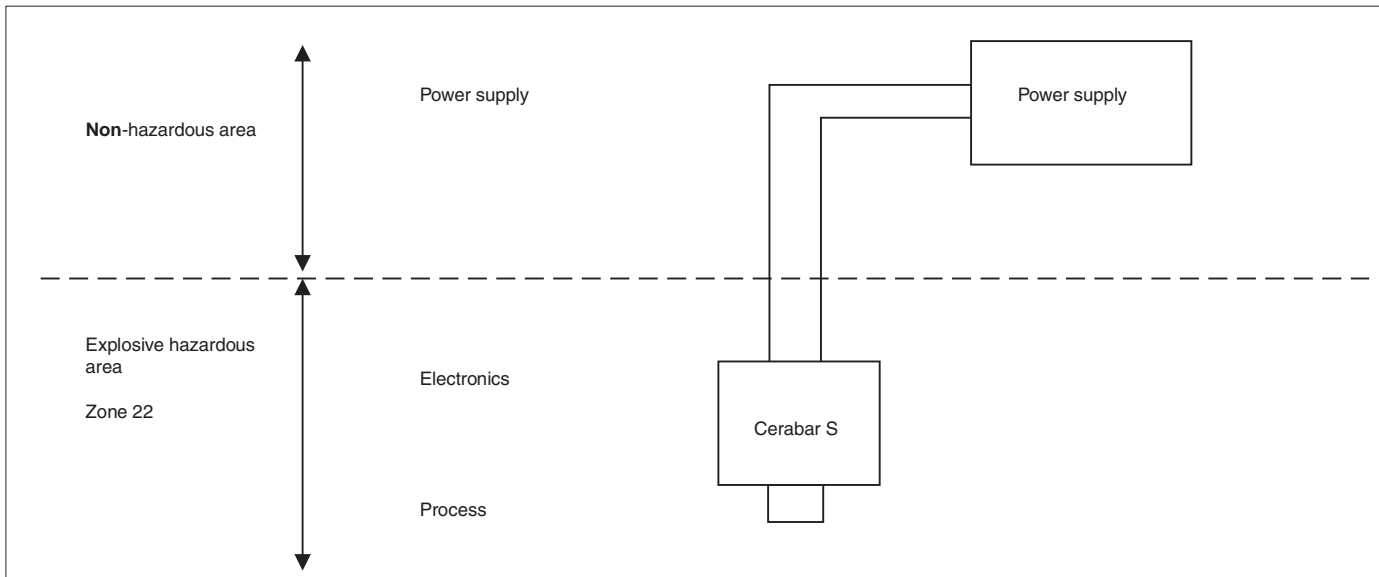 Power supply
Power supply
Non-hazardous area
Explosive hazardous
area
Zone 22
Electronics
Cerabar S
Process